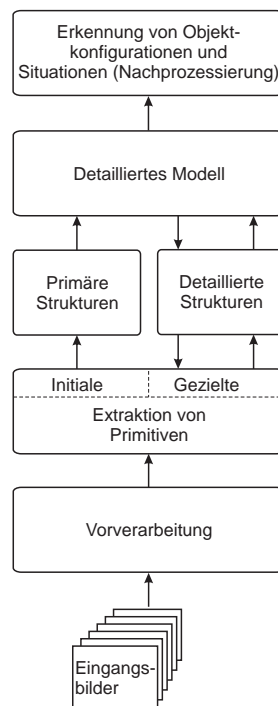 Erkennung von Objekt-
konfigurationen und
Situationen (Nachprozessierung)
Detailliertes Modell
Primäre
Strukturen
Detaillierte
Strukturen
Initiale
Gezielte
Extraktion von
Primitiven
Vorverarbeitung
Eingangs-
bilder